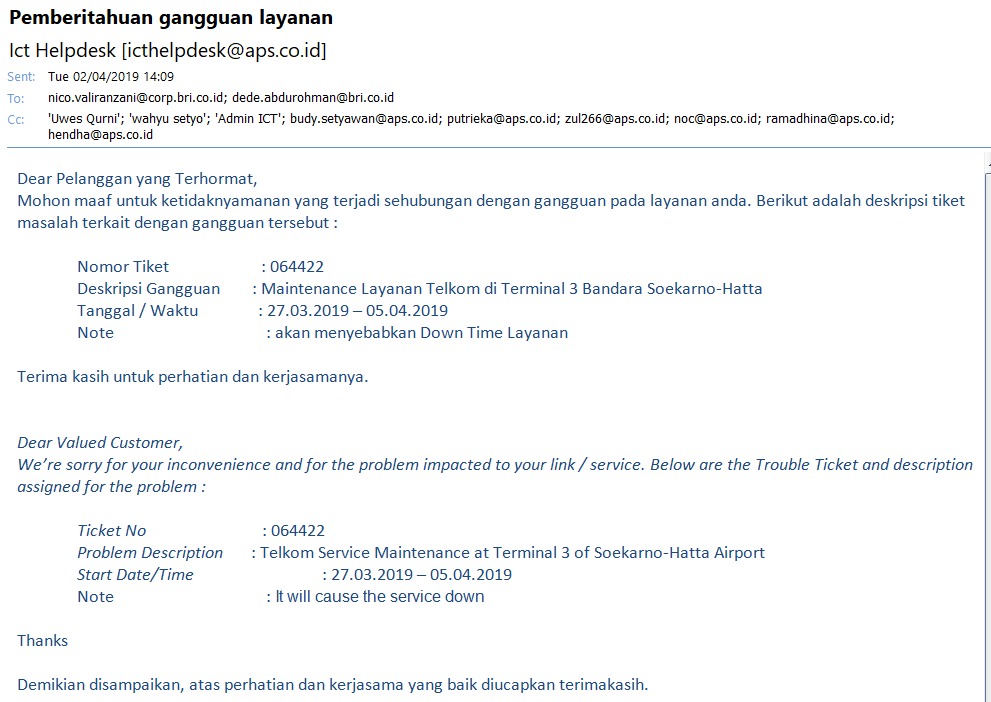 Pemberitahuan gangguan layanan
Ict Helpdesk [icthelpdesk@aps.co.id]
Sent: Tue 02/04/2019 14:09
To: nico.valiranzani@corp.bri.co.id; dede.abdurohman@bri.co.id
Cc: 'Uwes Qurni'; 'wahyu setyo'; 'Admin ICT'; budy.setyawan@aps.co.id; putrieka@aps.co.id; zul266@aps.co.id; noc@aps.co.id; ramadhina@aps.co.id;
hendha@aps.co.id
Dear Pelanggan yang Terhormat,
Mohon maaf untuk ketidaknyamanan yang terjadi sehubungan dengan gangguan pada layanan anda. Berikut adalah deskripsi tiket
masalah terkait dengan gangguan tersebut :
Nomor Tiket : 064422
Deskripsi Gangguan : Maintenance Layanan Telkom di Terminal 3 Bandara Soekarno-Hatta
Tanggal / Waktu : 27.03.2019 – 05.04.2019
Note : akan menyebabkan Down Time Layanan
Terima kasih untuk perhatian dan kerjasamanya.
Dear Valued Customer,
We're sorry for your inconvenience and for the problem impacted to your link / service. Below are the Trouble Ticket and description
assigned for the problem :
Ticket No : 064422
Problem Description : Telkom Service Maintenance at Terminal 3 of Soekarno-Hatta Airport
Start Date/Time : 27.03.2019 – 05.04.2019
Note : It will cause the service down
Thanks
Demikian disampaikan, atas perhatian dan kerjasama yang baik diucapkan terimakasih.